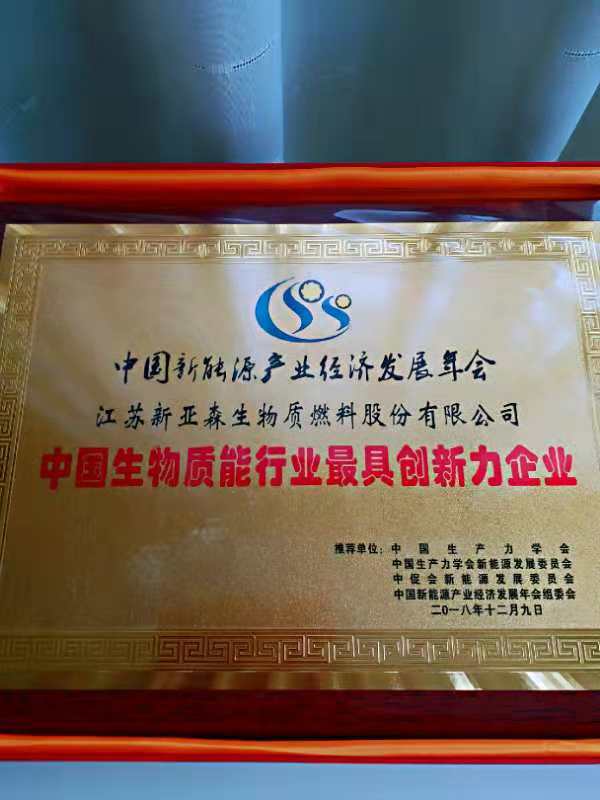 中国新能源产业经济发展年会
江苏新亚森生物质燃料股份有限公司
中国生物质能行业最具创新力企业
推荐单位：中国生产力学会
中国生产力学会新能源发展委员会
中促会新能源发展委员会
中国新能源产业经济发展年会组委会
二0一八年十二月九日